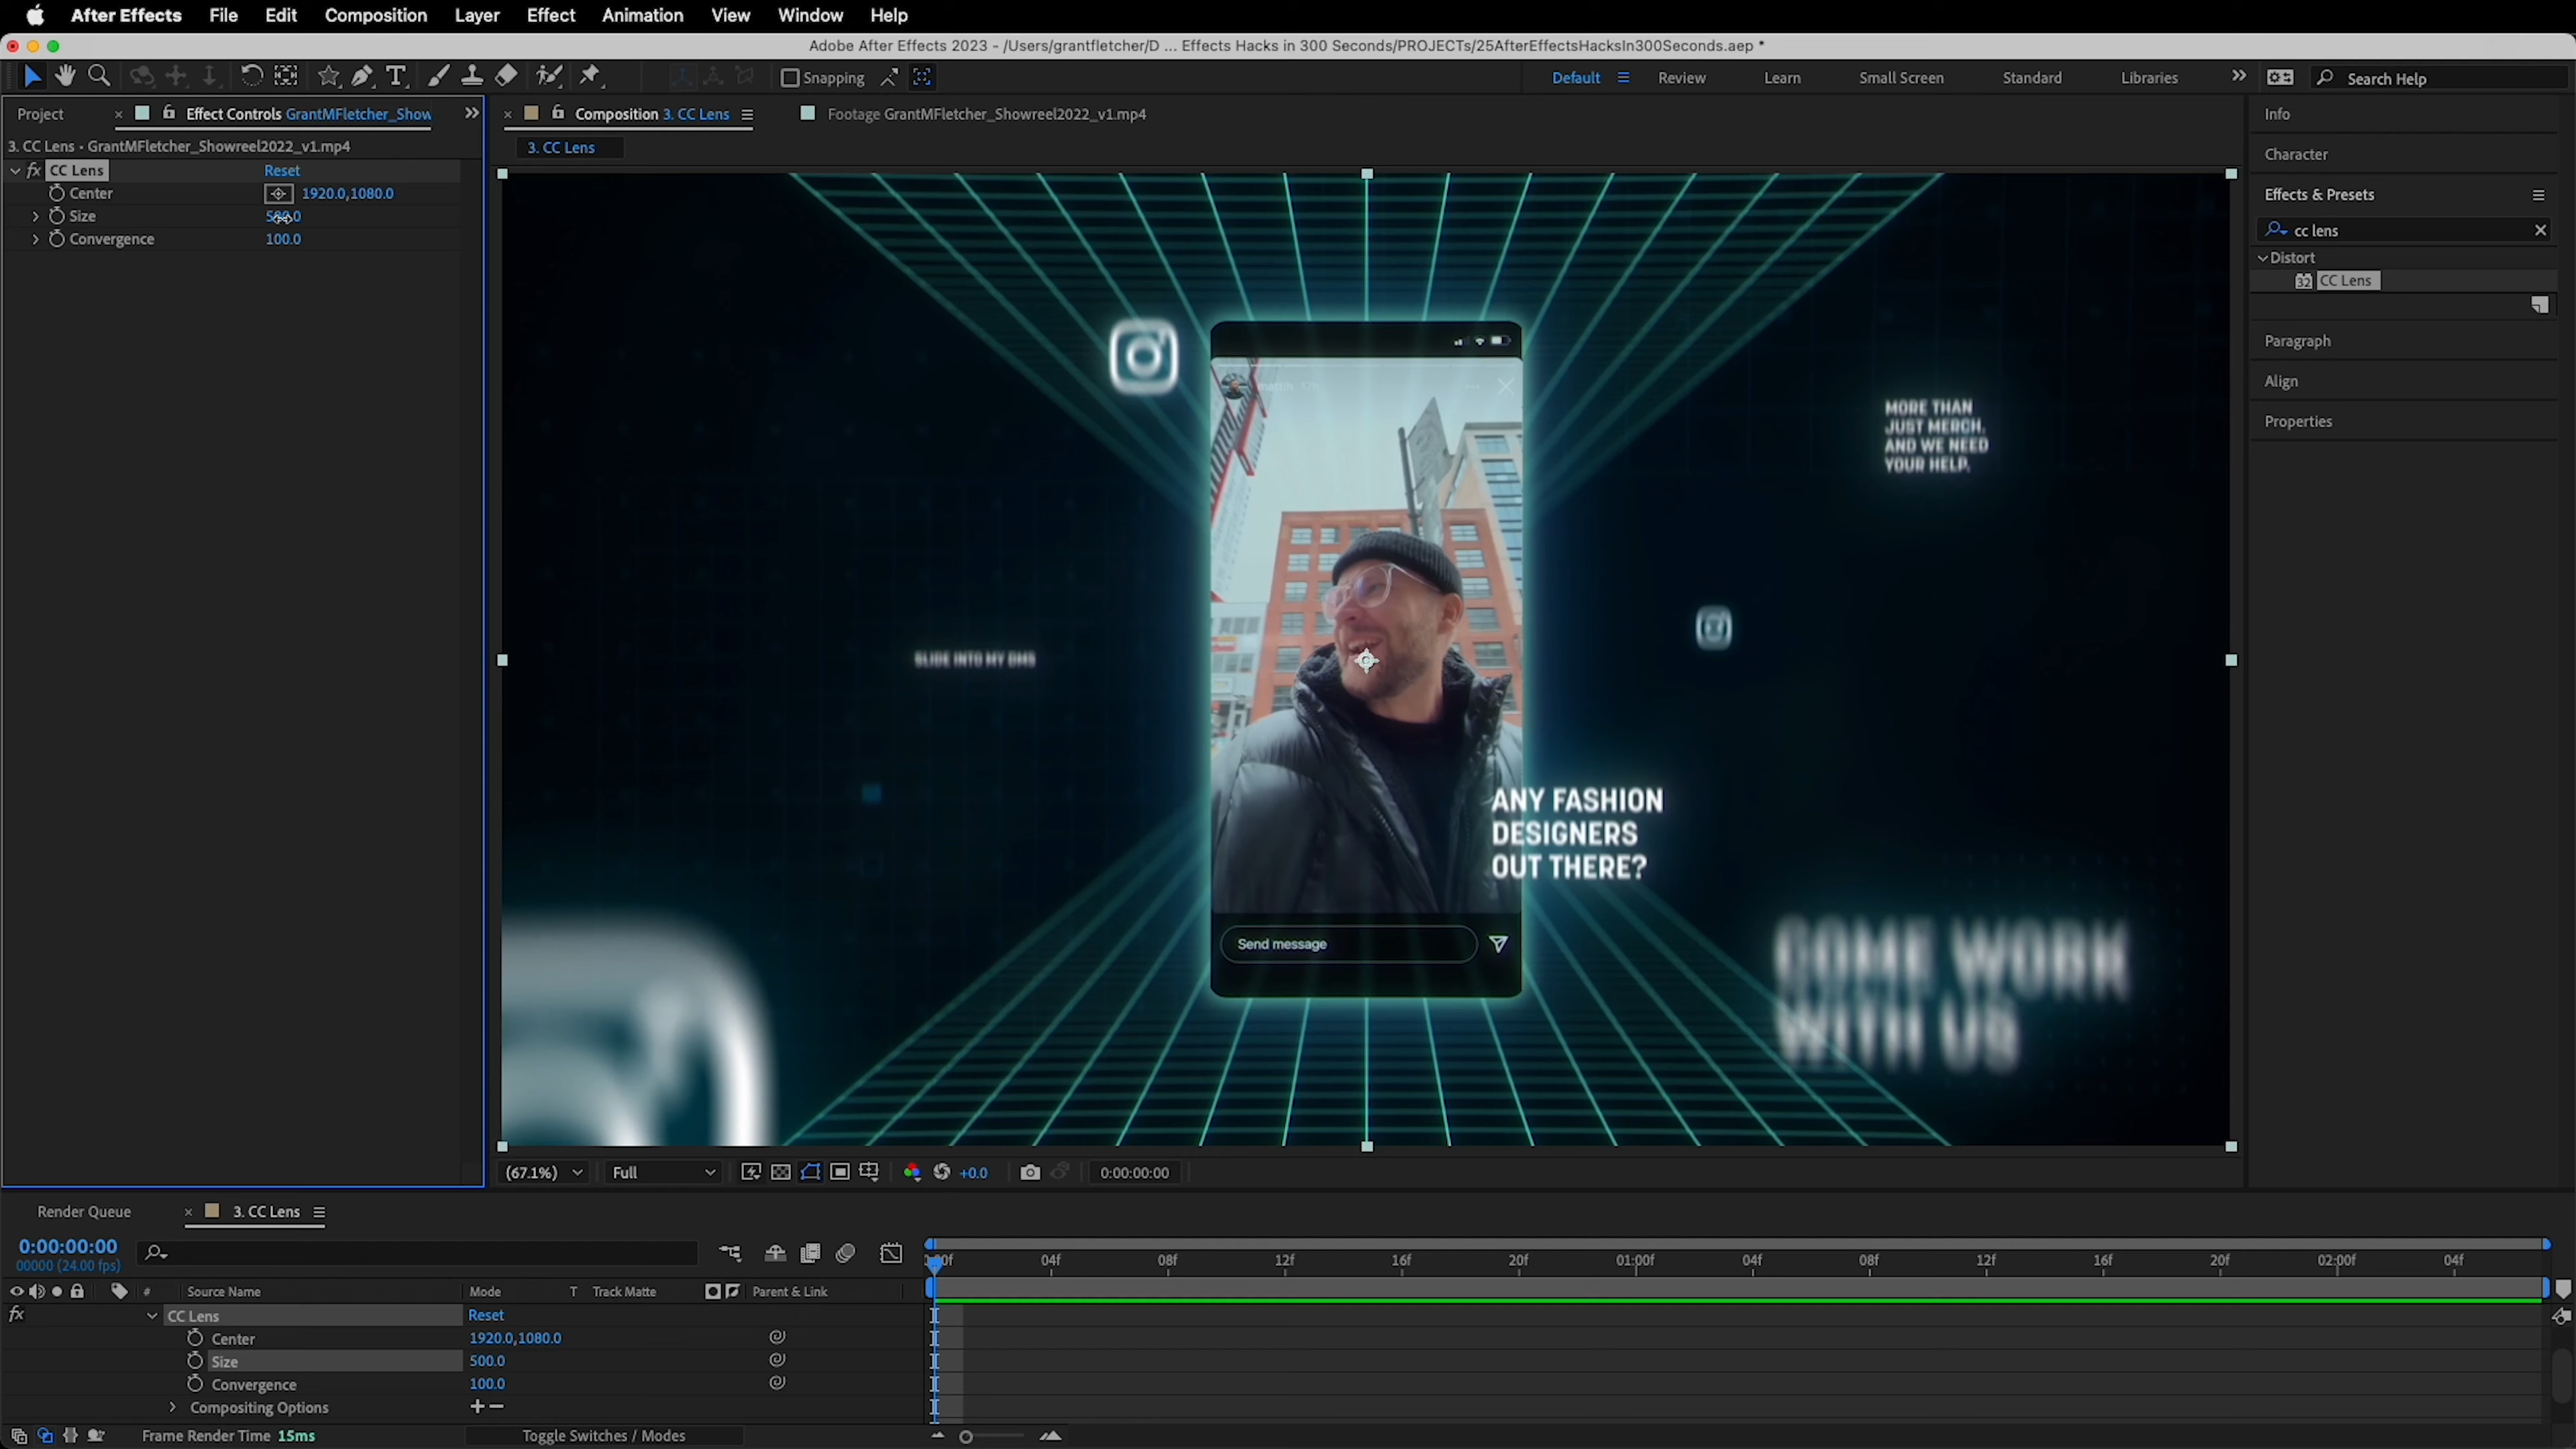 After Effects File Edit Composition Layer Effect Animation View Window Help
Adobe After Effects 2023 - /Users/grantfletcher/D ... Effects Hacks in 300 Seconds/PROJECTs/25AfterEffectsHacksIn300Seconds.aep *
Snapping
Default Review Learn Small Screen Standard Libraries Search Help
Project Effect Controls GrantMFletcher_Show
3. CC Lens • GrantMFletcher_Showreel2022_v1.mp4
fx CC Lens Reset
Center 1920.0,1080.0
Size
Convergence 100.0
Composition 3. CC Lens Footage GrantMFletcher_Showreel2022_v1.mp4
3. CC Lens
MORE THAN
JUST MERCH.
AND WE NEED
YOUR HELP.
SLIDE INTO MY DMS
ANY FASHION
DESIGNERS
OUT THERE?
Send message
COME WORK
WITH US
(67.1%) Full +0.0 0:00:00:00
Info
Character
Effects & Presets
cc lens
Distort
32 CC Lens
Paragraph
Align
Properties
Render Queue 3. CC Lens
0:00:00:00
00000 (24.00 fps)
04f 08f 12f 16f 20f 01:00f 04f 08f 12f 16f 20f 02:00f 04f
# Source Name Mode T Track Matte Parent & Link
fx CC Lens Reset
Center 1920.0,1080.0
Size 500.0
Convergence 100.0
Compositing Options + −
Frame Render Time 15ms Toggle Switches / Modes